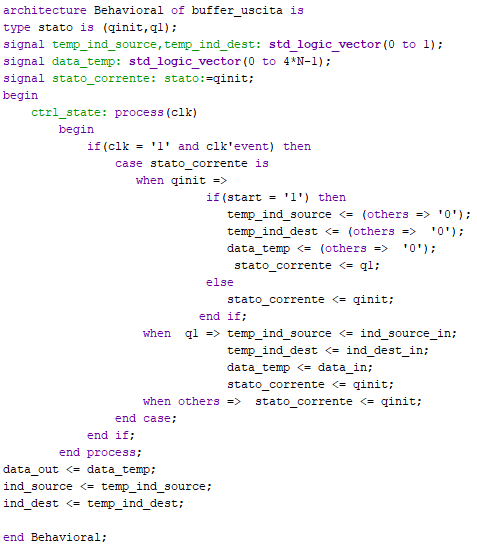 architecture Behavioral of buffer_uscita is
type stato is (qinit,q1);
signal temp_ind_source,temp_ind_dest: std_logic_vector(0 to 1);
signal data_temp: std_logic_vector(0 to 4*N-1);
signal stato_corrente: stato:=qinit;
begin
    ctrl_state: process(clk)
        begin
            if(clk = '1' and clk'event) then
                case stato_corrente is
                   when qinit =>
                             if(start = '1') then
                                temp_ind_source <= (others => '0');
                                temp_ind_dest <= (others =>  '0');
                                data_temp <= (others =>  '0');
                                 stato_corrente <= q1;
                             else
                                stato_corrente <= qinit;
                            end if;
                    when  q1 => temp_ind_source <= ind_source_in;
                                temp_ind_dest <= ind_dest_in;
                                data_temp <= data_in;
                                stato_corrente <= qinit;
                    when others =>  stato_corrente <= qinit;
                end case;
            end if;
        end process;
data_out <= data_temp;
ind_source <= temp_ind_source;
ind_dest <= temp_ind_dest;

end Behavioral;